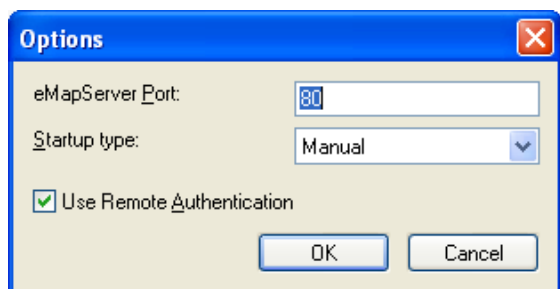 Options
eMapServer Port:
80
Startup type:
Manual
Use Remote Authentication
OK
Cancel